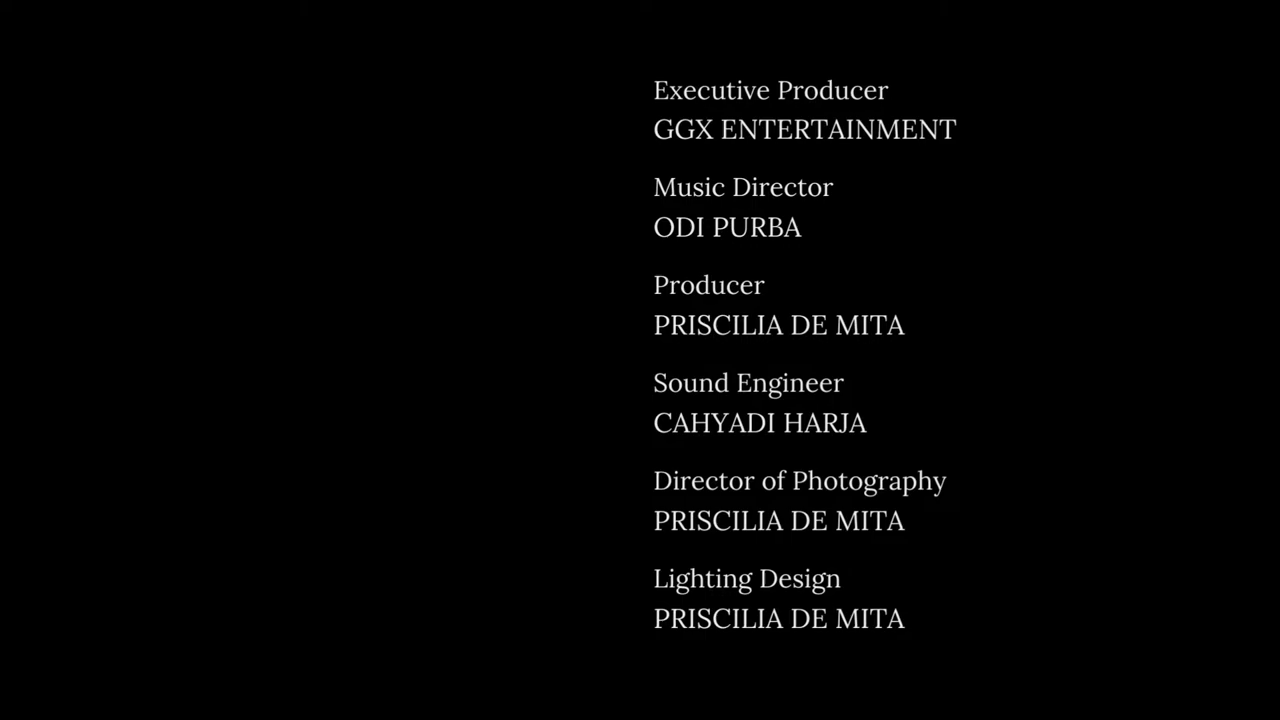 Executive Producer
GGX ENTERTAINMENT
Music Director
ODI PURBA
Producer
PRISCILIA DE MITA
Sound Engineer
CAHYADI HARJA
Director of Photography
PRISCILIA DE MITA
Lighting Design
PRISCILIA DE MITA